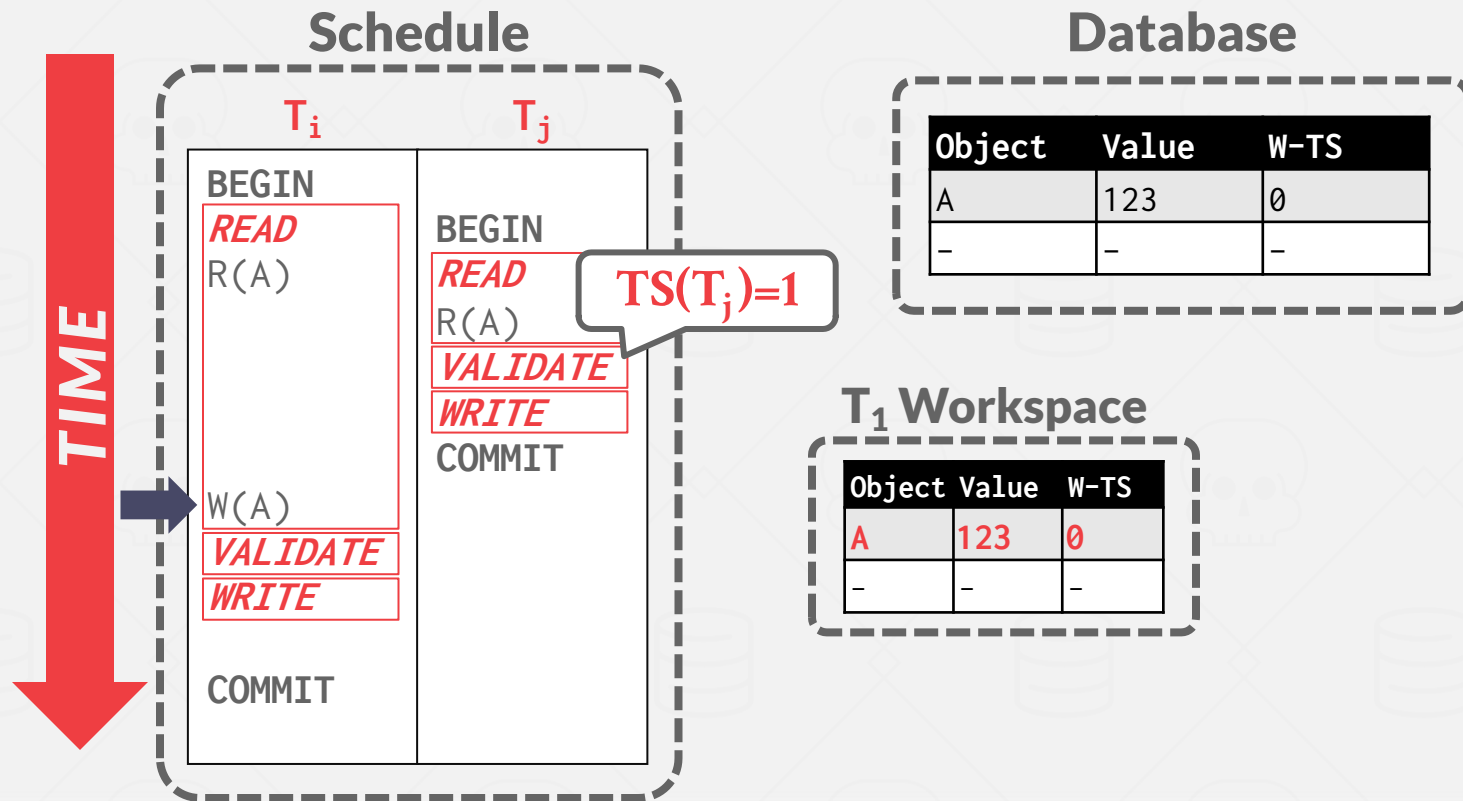 Schedule
TIME
Tᵢ Tⱼ
BEGIN
READ BEGIN
R(A) READ
R(A)
VALIDATE
WRITE
COMMIT
W(A)
VALIDATE
WRITE
COMMIT
TS(Tⱼ)=1
Database
Object Value W-TS
A 123 0
- - -
T₁ Workspace
Object Value W-TS
A 123 0
- - -